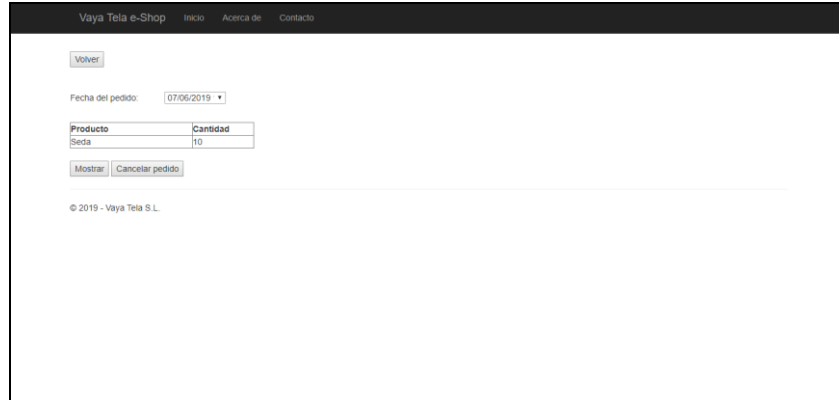 Vaya Tela e-Shop Inicio Acerca de Contacto
Volver
Fecha del pedido: 07/06/2019
Producto Cantidad
Seda 10
Mostrar Cancelar pedido
© 2019 - Vaya Tela S.L.